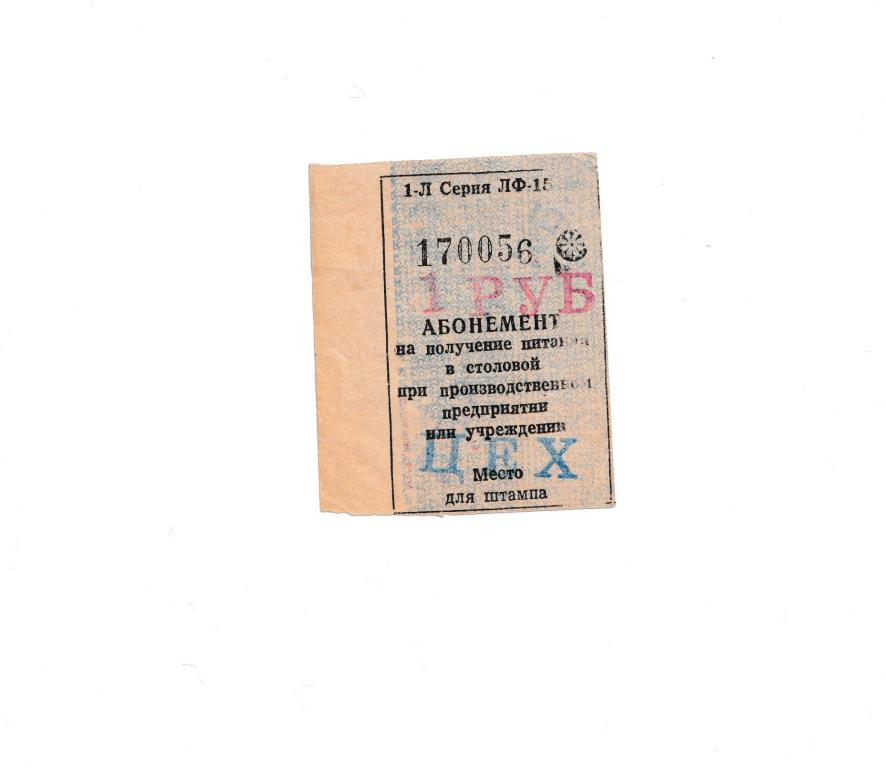 1-Л Серия ЛФ-15
170056
1 РУБ
АБОНЕМЕНТ
на получение питания
в столовой
при производственном
предприятии
или учреждении
ЦЕХ
Место
для штампа